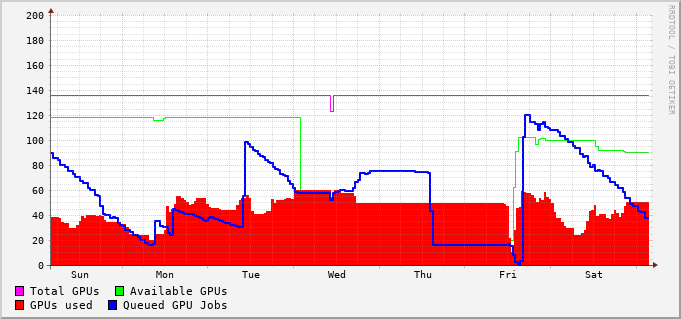 200
180
160
140
120
100
80
60
40
20
0
Sun Mon Tue Wed Thu Fri Sat
Total GPUs Available GPUs
GPUs used Queued GPU Jobs
RRDTOOL / TOBI OETIKER